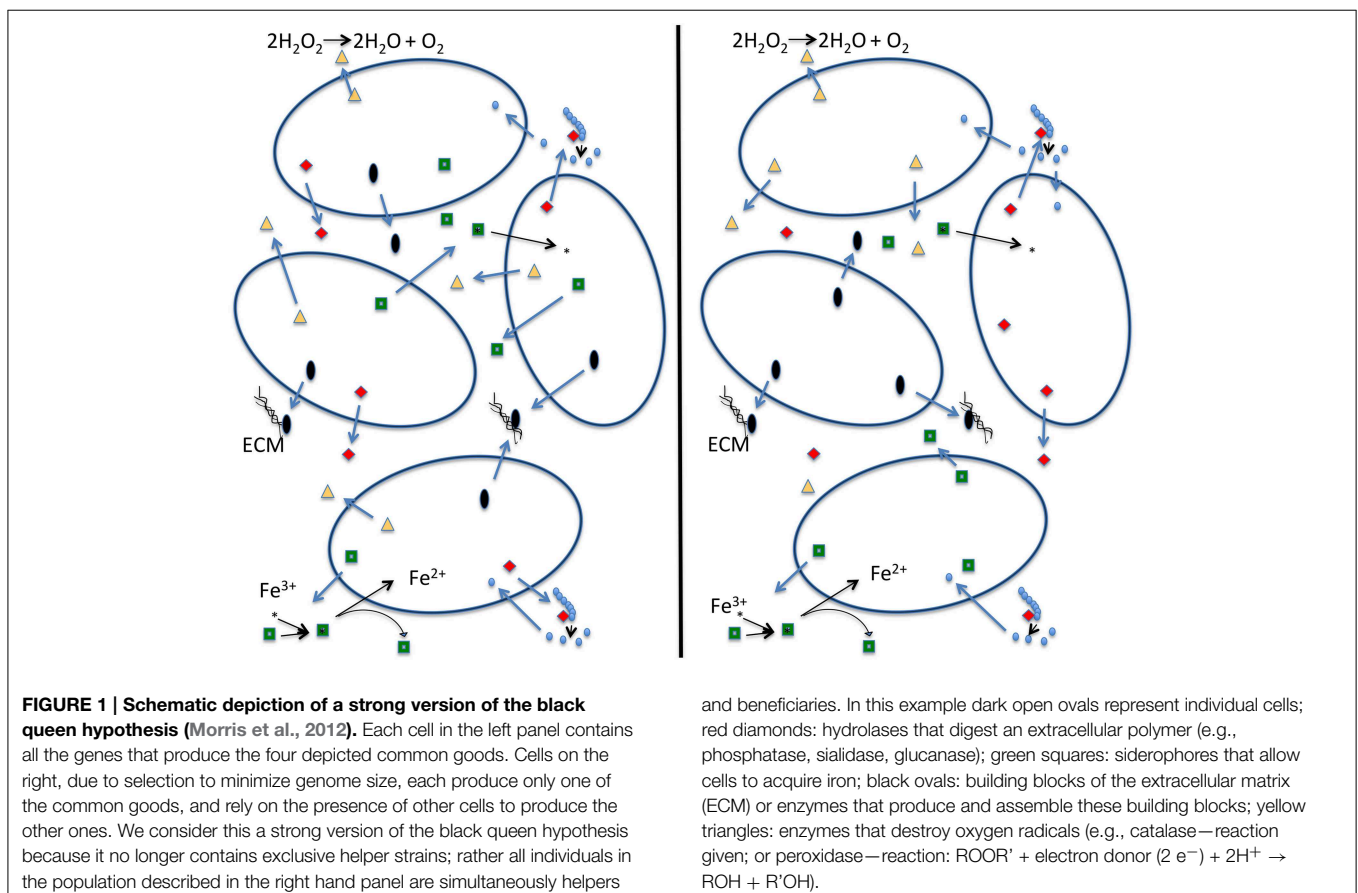 2H₂O₂→2H₂O + O₂
*
*
ECM
Fe³⁺
Fe²⁺
*
*
2H₂O₂→2H₂O + O₂
*
*
ECM
Fe³⁺
Fe²⁺
*
*
FIGURE 1 | Schematic depiction of a strong version of the black
queen hypothesis (Morris et al., 2012). Each cell in the left panel contains
all the genes that produce the four depicted common goods. Cells on the
right, due to selection to minimize genome size, each produce only one of
the common goods, and rely on the presence of other cells to produce the
other ones. We consider this a strong version of the black queen hypothesis
because it no longer contains exclusive helper strains; rather all individuals in
the population described in the right hand panel are simultaneously helpers
and beneficiaries. In this example dark open ovals represent individual cells;
red diamonds: hydrolases that digest an extracellular polymer (e.g.,
phosphatase, sialidase, glucanase); green squares: siderophores that allow
cells to acquire iron; black ovals: building blocks of the extracellular matrix
(ECM) or enzymes that produce and assemble these building blocks; yellow
triangles: enzymes that destroy oxygen radicals (e.g., catalase—reaction
given; or peroxidase—reaction: ROOR' + electron donor (2 e⁻) + 2H⁺ →
ROH + R'OH).